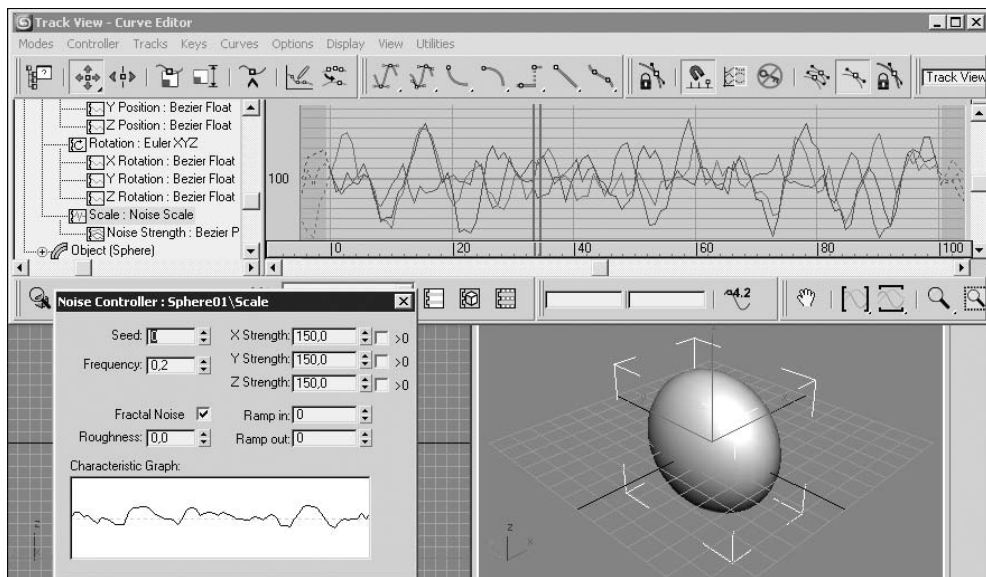 Track View - Curve Editor
Modes Controller Tracks Keys Curves Options Display View Utilities
Track View
Y Position : Bezier Float
Z Position : Bezier Float
Rotation : Euler XYZ
X Rotation : Bezier Float
Y Rotation : Bezier Float
Z Rotation : Bezier Float
Scale : Noise Scale
Noise Strength : Bezier P
Object (Sphere)
100
0 20 40 60 80 100
4.2
Noise Controller : Sphere01\Scale
Seed: 0 X Strength: 150,0 >0
Frequency: 0,2 Y Strength: 150,0 >0
Z Strength: 150,0 >0
Fractal Noise Ramp in: 0
Roughness: 0,0 Ramp out: 0
Characteristic Graph:
z